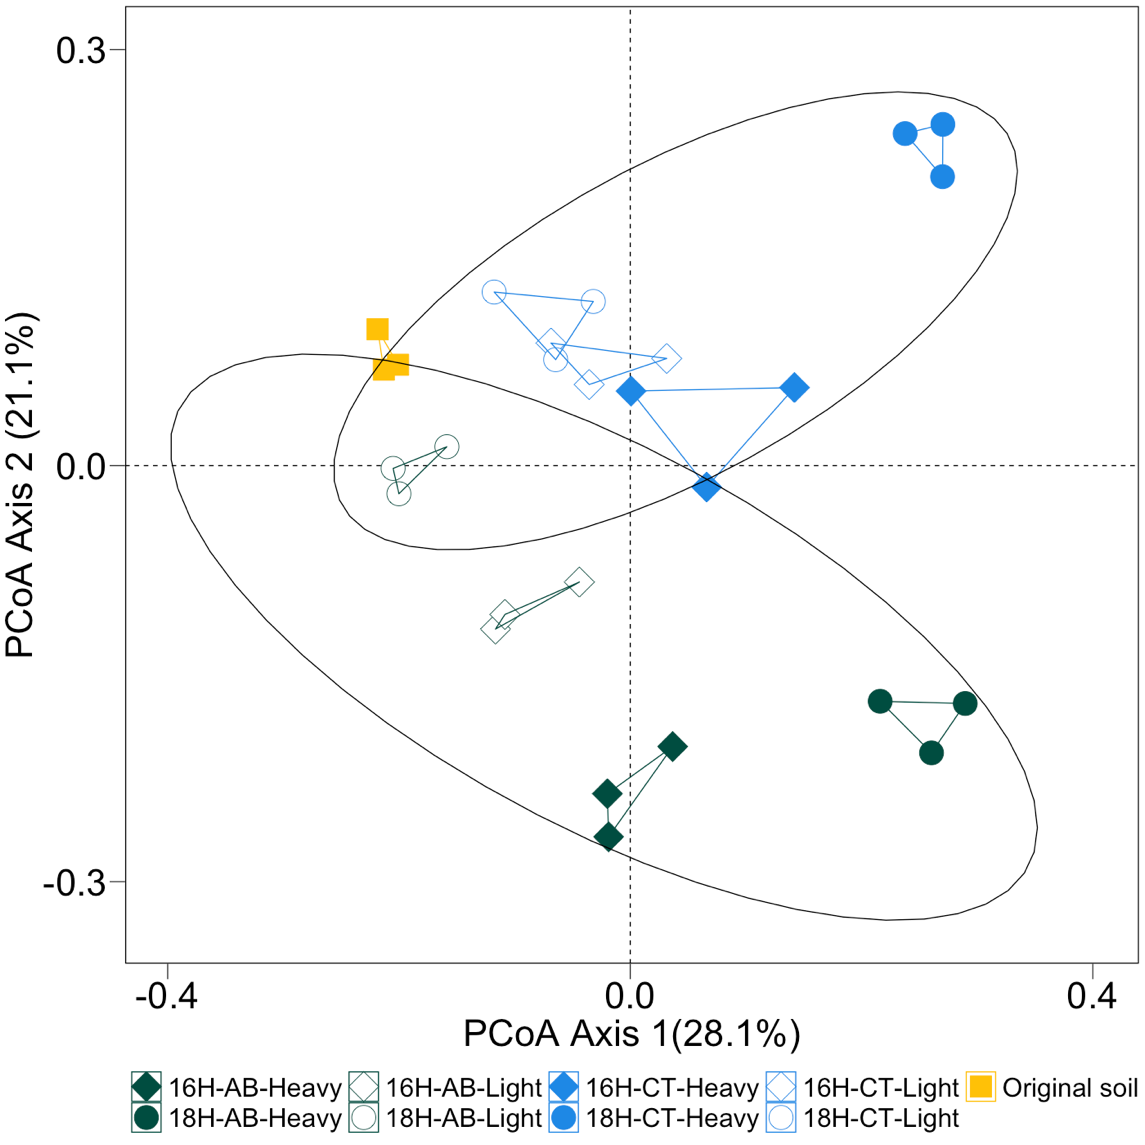 0.3
0.0
-0.3
PCoA Axis 2 (21.1%)
-0.4
0.0
0.4
PCoA Axis 1(28.1%)
16H-AB-Heavy 16H-AB-Light 16H-CT-Heavy 16H-CT-Light Original soil
18H-AB-Heavy 18H-AB-Light 18H-CT-Heavy 18H-CT-Light